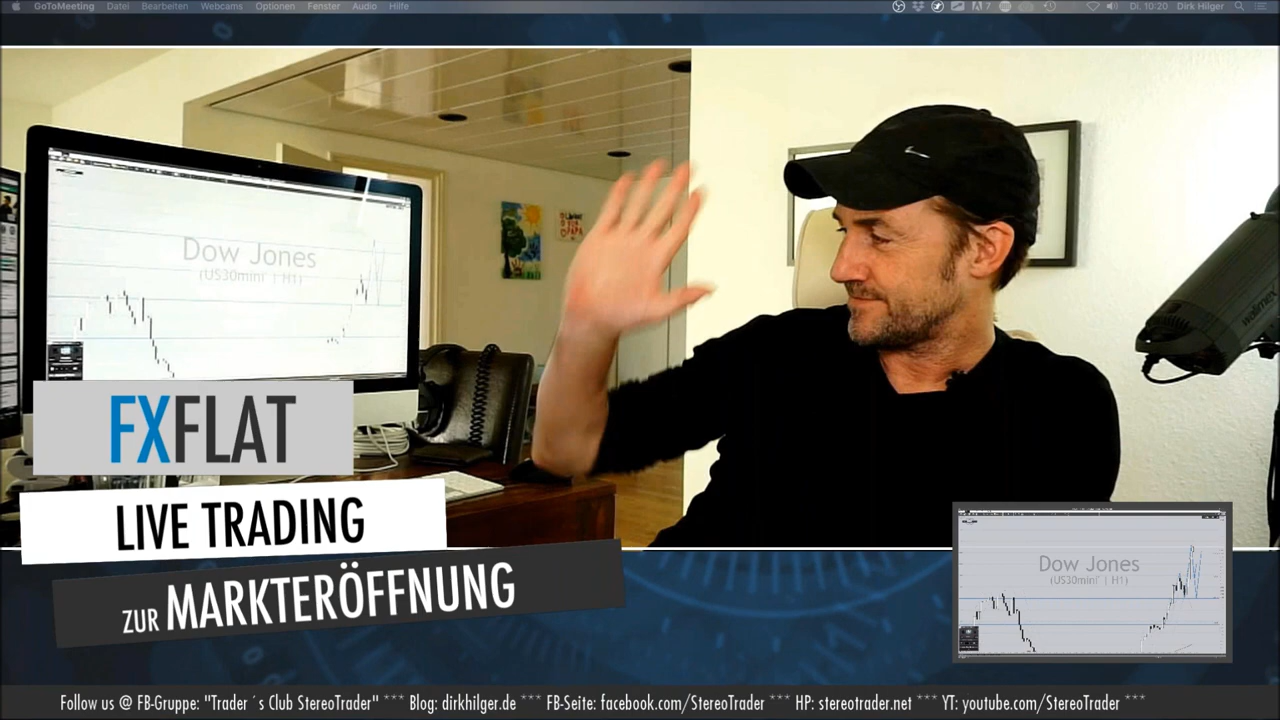 GoToMeeting Datei Bearbeiten Webcams Optionen Fenster Audio Hilfe 7 Di. 10:20 Dirk Hilger
Dow Jones
(US30mini* | H1)
walimex
FXFLAT
LIVE TRADING
ZUR MARKTERÖFFNUNG
Dow Jones
(US30mini* | H1)
Follow us @ FB-Gruppe: "Trader´s Club StereoTrader" *** Blog: dirkhilger.de *** FB-Seite: facebook.com/StereoTrader *** HP: stereotrader.net *** YT: youtube.com/StereoTrader ***